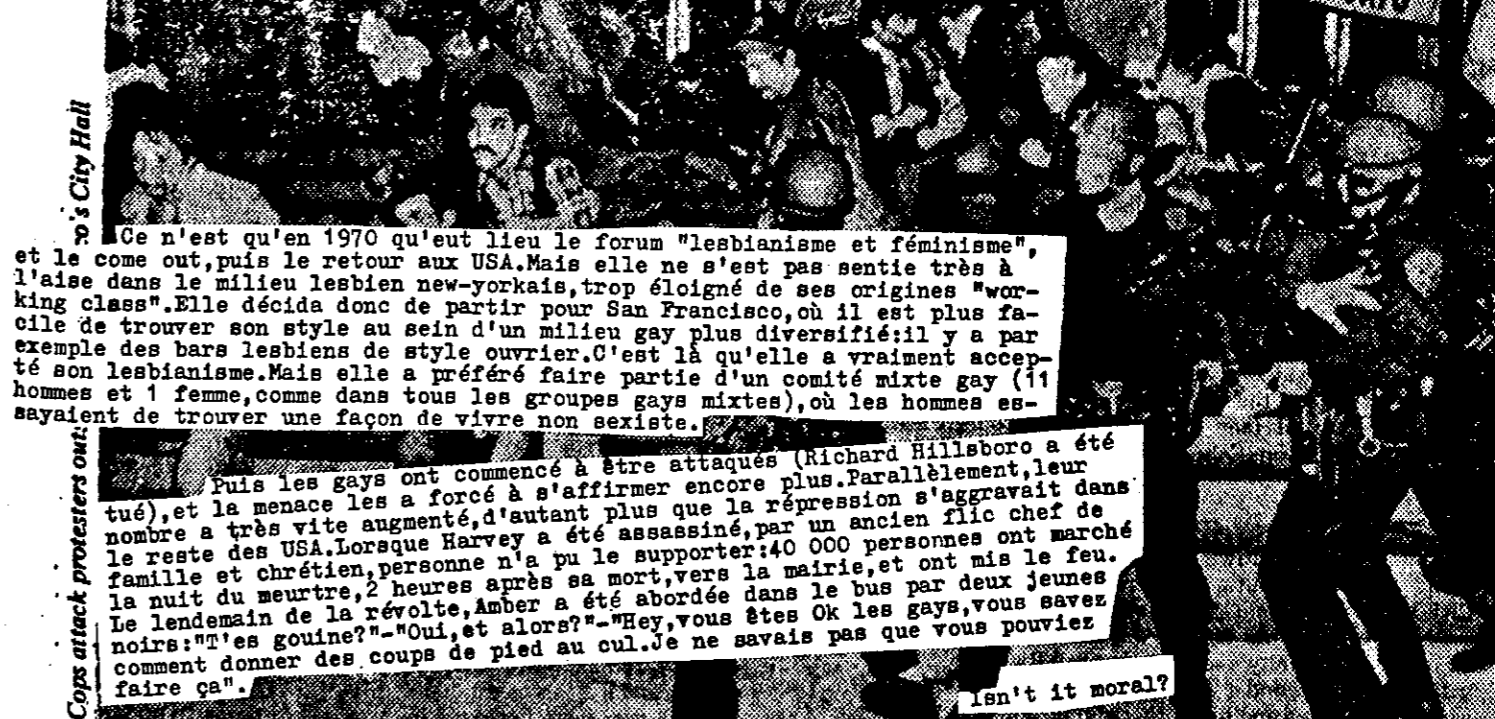 Ce n'est qu'en 1970 qu'eut lieu le forum "lesbianisme et féminisme",
et le come out,puis le retour aux USA.Mais elle ne s'est pas sentie très à
l'aise dans le milieu lesbien new-yorkais,trop éloigné de ses origines "wor-
king class".Elle décida donc de partir pour San Francisco,où il est plus fa-
cile de trouver son style au sein d'un milieu gay plus diversifié:il y a par
exemple des bars lesbiens de style ouvrier.C'est là qu'elle a vraiment accep-
té son lesbianisme.Mais elle a préféré faire partie d'un comité mixte gay (11
hommes et 1 femme,comme dans tous les groupes gays mixtes),où les hommes es-
sayaient de trouver une façon de vivre non sexiste.
Puis les gays ont commencé à être attaqués (Richard Hillsboro a été
tué),et la menace les a forcé à s'affirmer encore plus.Parallèlement,leur
nombre a très vite augmenté,d'autant plus que la répression s'aggravait dans
le reste des USA.Lorsque Harvey a été assassiné,par un ancien flic chef de
famille et chrétien,personne n'a pu le supporter:40 000 personnes ont marché
la nuit du meurtre,2 heures après sa mort,vers la mairie,et ont mis le feu.
Le lendemain de la révolte,Amber a été abordée dans le bus par deux jeunes
noirs:"T'es gouine?"-"Oui,et alors?"-"Hey,vous êtes Ok les gays,vous savez
comment donner des coups de pied au cul.Je ne savais pas que vous pouviez
faire ça".
Isn't it moral?
Cops attack protesters outs
co's City Hall